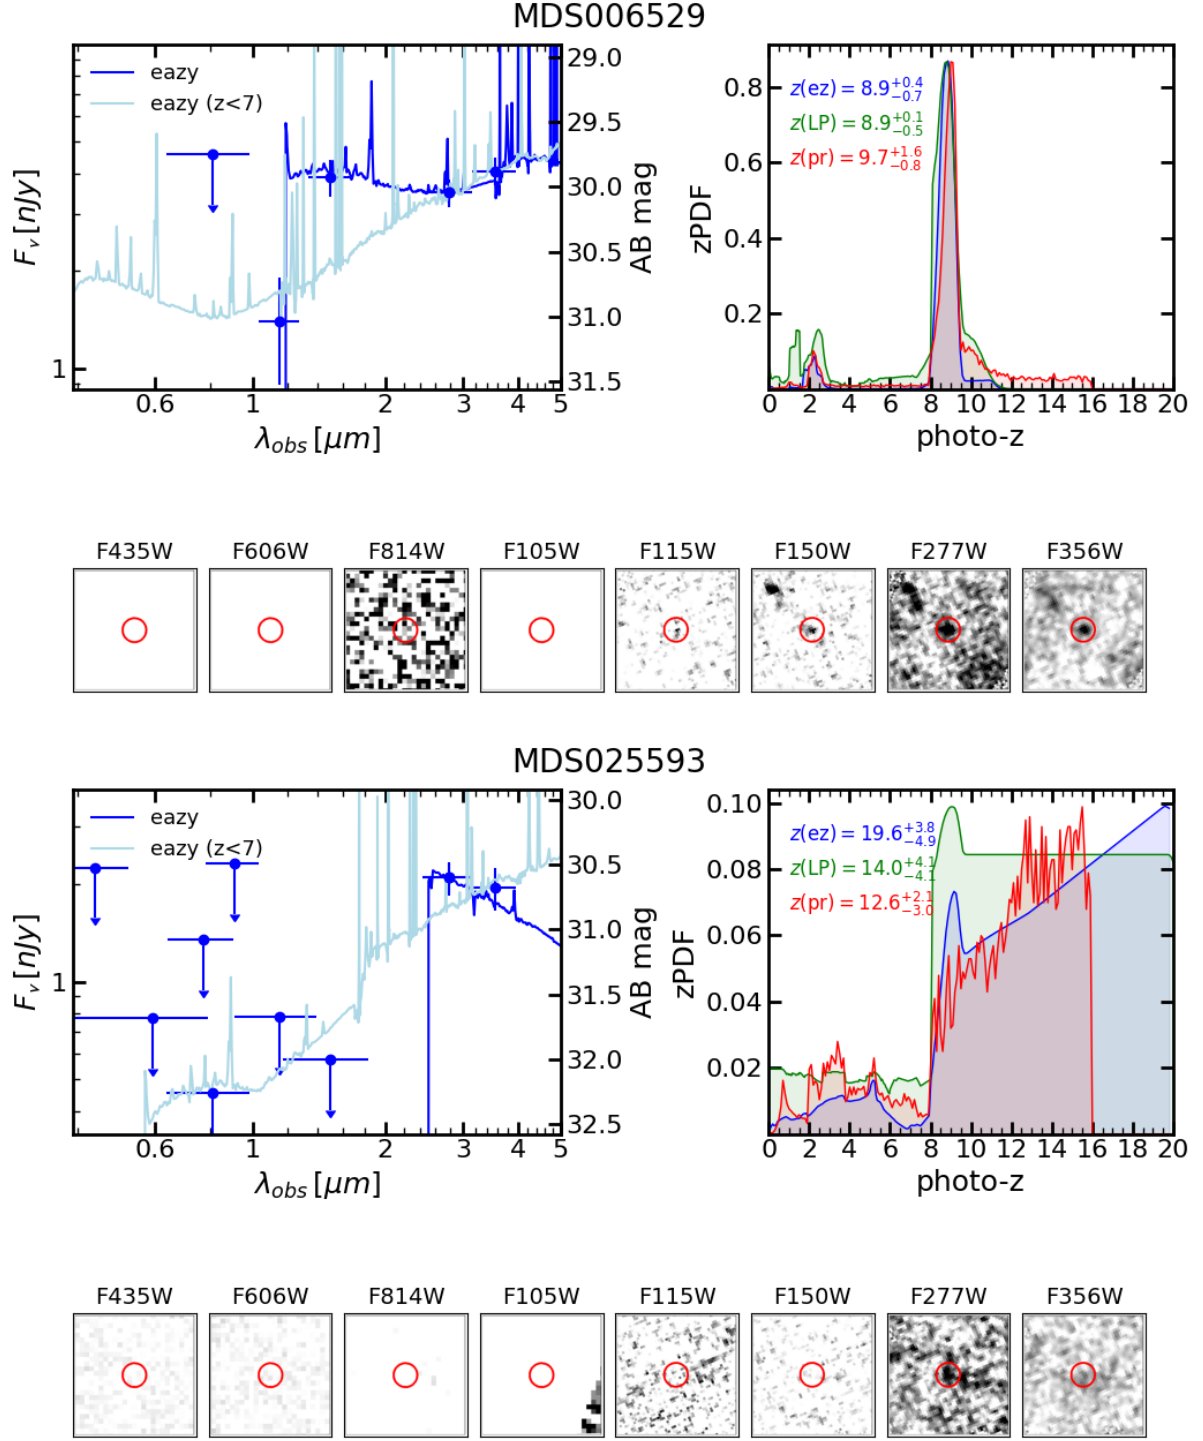 MDS006529
eazy
eazy (z<7)
F_ν [nJy]
1
0.6 1 2 3 4 5
λ_obs [μm]
29.0
29.5
30.0
30.5
31.0
31.5
AB mag
z(ez) = 8.9^{+0.4}_{−0.7}
z(LP) = 8.9^{+0.1}_{−0.5}
z(pr) = 9.7^{+1.6}_{−0.8}
zPDF
0.8
0.6
0.4
0.2
0 2 4 6 8 10 12 14 16 18 20
photo-z
F435W F606W F814W F105W F115W F150W F277W F356W
MDS025593
eazy
eazy (z<7)
F_ν [nJy]
1
0.6 1 2 3 4 5
λ_obs [μm]
30.0
30.5
31.0
31.5
32.0
32.5
AB mag
z(ez) = 19.6^{+3.8}_{−4.9}
z(LP) = 14.0^{+4.1}_{−4.1}
z(pr) = 12.6^{+2.1}_{−3.0}
zPDF
0.10
0.08
0.06
0.04
0.02
0 2 4 6 8 10 12 14 16 18 20
photo-z
F435W F606W F814W F105W F115W F150W F277W F356W